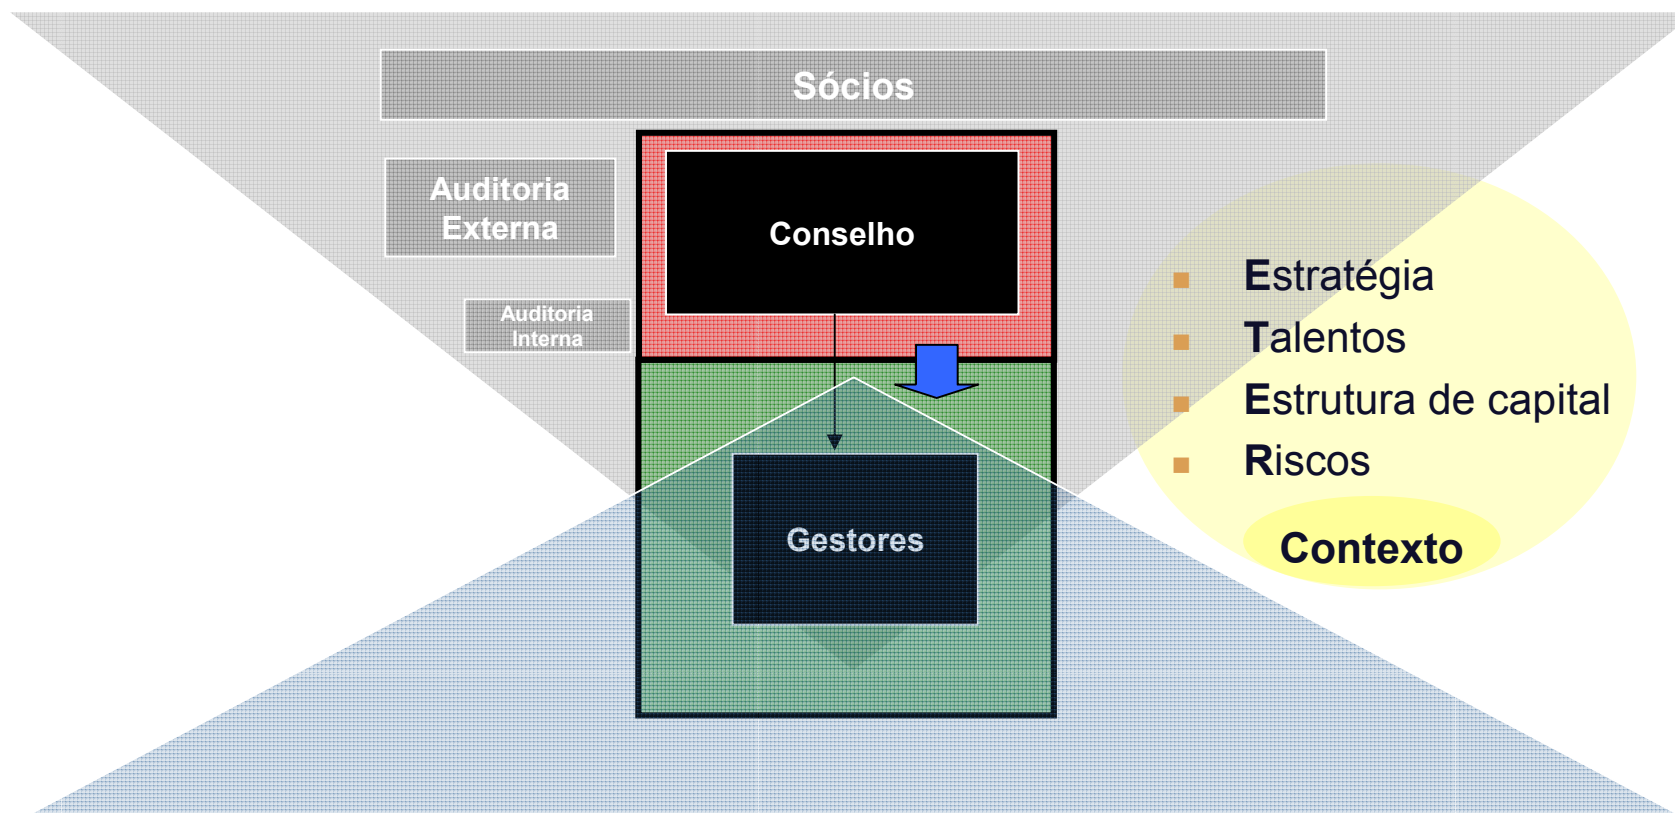 Sócios
Auditoria
Externa
Conselho
Auditoria
Interna
Estratégia
Talentos
Estrutura de capital
Riscos
Gestores
Contexto